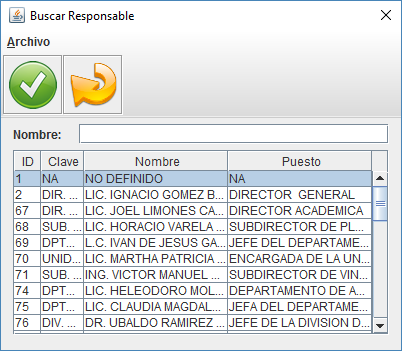 Buscar Responsable
Archivo
Nombre:
ID Clave Nombre Puesto
1 NA NO DEFINIDO NA
2 DIR. ... LIC. IGNACIO GOMEZ B... DIRECTOR GENERAL
67 DIR. ... LIC. JOEL LIMONES CA... DIRECTOR ACADEMICA
68 SUB. ... LIC. HORACIO VARELA ... SUBDIRECTOR DE PL...
69 DPT... L.C. IVAN DE JESUS GA... JEFE DEL DEPARTAME...
70 UNID... LIC. MARTHA PATRICIA ... ENCARGADA DE LA UN...
71 SUB. ... ING. VICTOR MANUEL ... SUBDIRECTOR DE VIN...
74 DPT... LIC. HELEODORO MOL... DEPARTAMENTO DE A...
75 DPT... LIC. CLAUDIA MAGDAL... JEFA DEL DEPARTAME...
76 DIV. ... DR. UBALDO RAMIREZ ... JEFE DE LA DIVISION D...